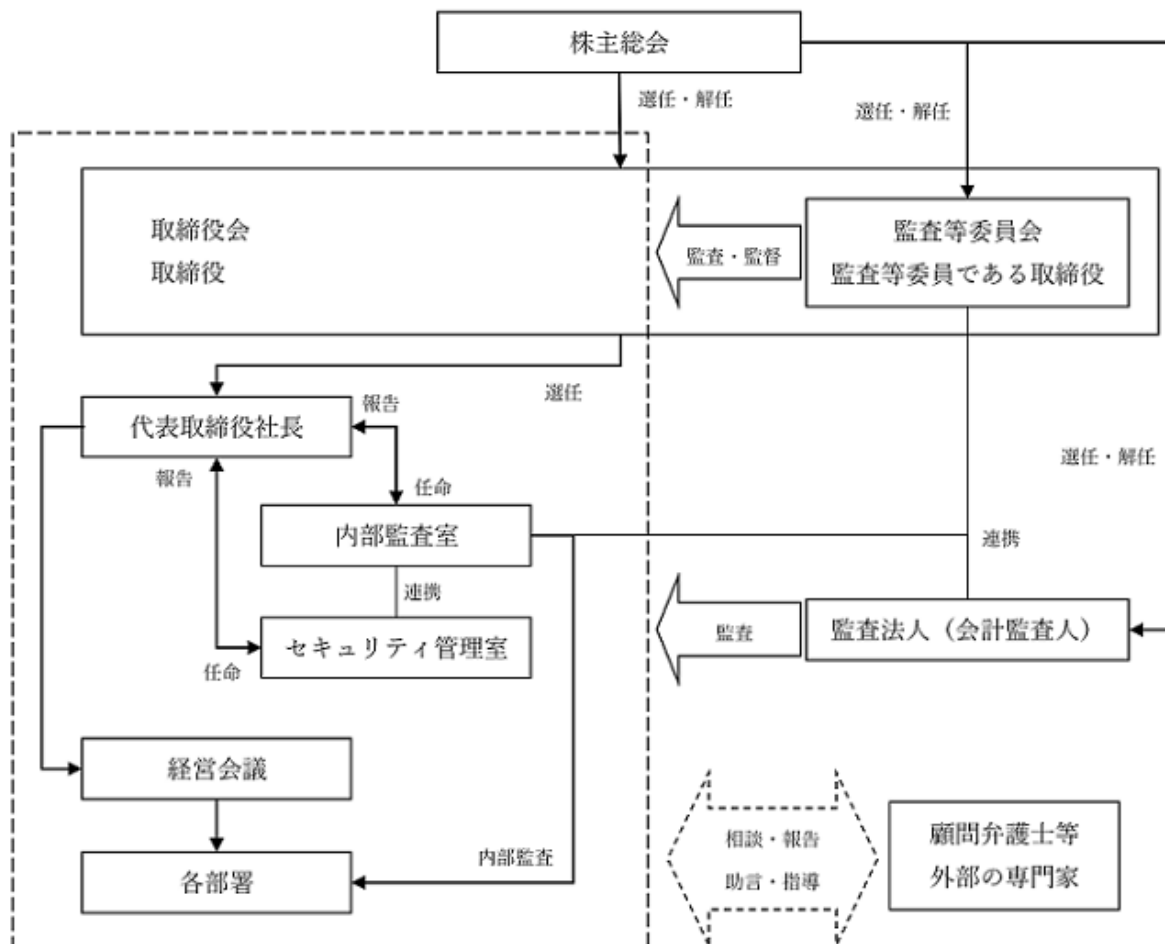 株主総会
選任・解任
選任・解任
取締役会
取締役
監査・監督
監査等委員会
監査等委員である取締役
選任
代表取締役社長
報告
報告
任命
選任・解任
内部監査室
連携
連携
セキュリティ管理室
任命
監査
監査法人（会計監査人）
経営会議
内部監査
各部署
相談・報告
助言・指導
顧問弁護士等
外部の専門家